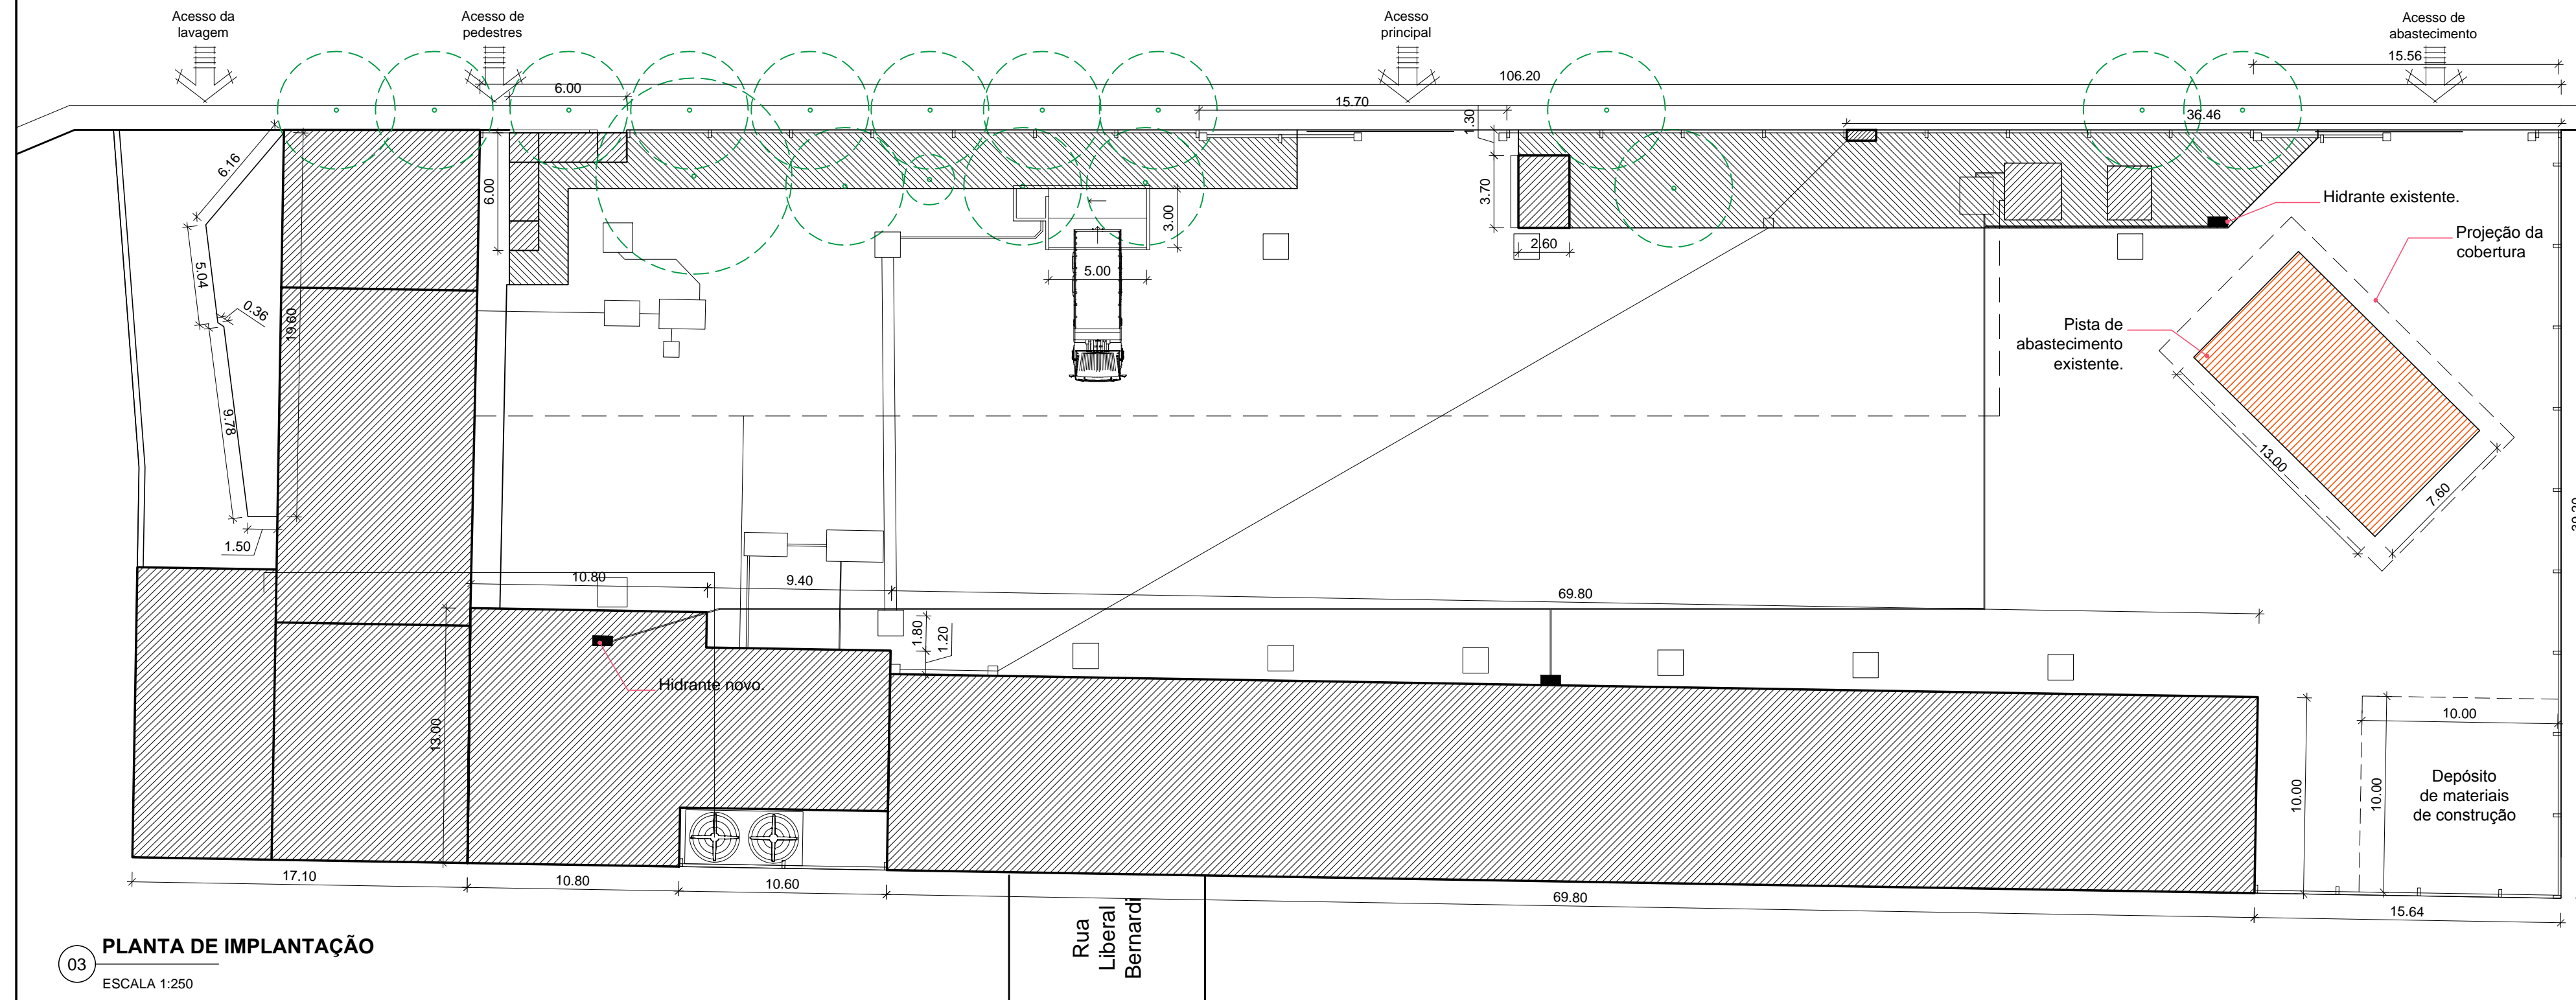 Acesso da
lavagem
Acesso de
pedestres
Acesso
principal
Acesso de
abastecimento
15.56
106.20
6.00
15.70
1.30
36.46
6.16
6.00
3.70
3.00
Hidrante existente.
2.60
Projeção da
cobertura
5.04
5.00
0.36
19.60
Pista de
abastecimento
existente.
9.78
13.00
7.60
1.50
10.80
9.40
69.80
1.80
1.20
Hidrante novo.
13.00
10.00
10.00
10.00
Depósito
de materiais
de construção
17.10
10.80
10.60
69.80
15.64
Rua
Liberal
Bernardi
03
PLANTA DE IMPLANTAÇÃO
ESCALA 1:250